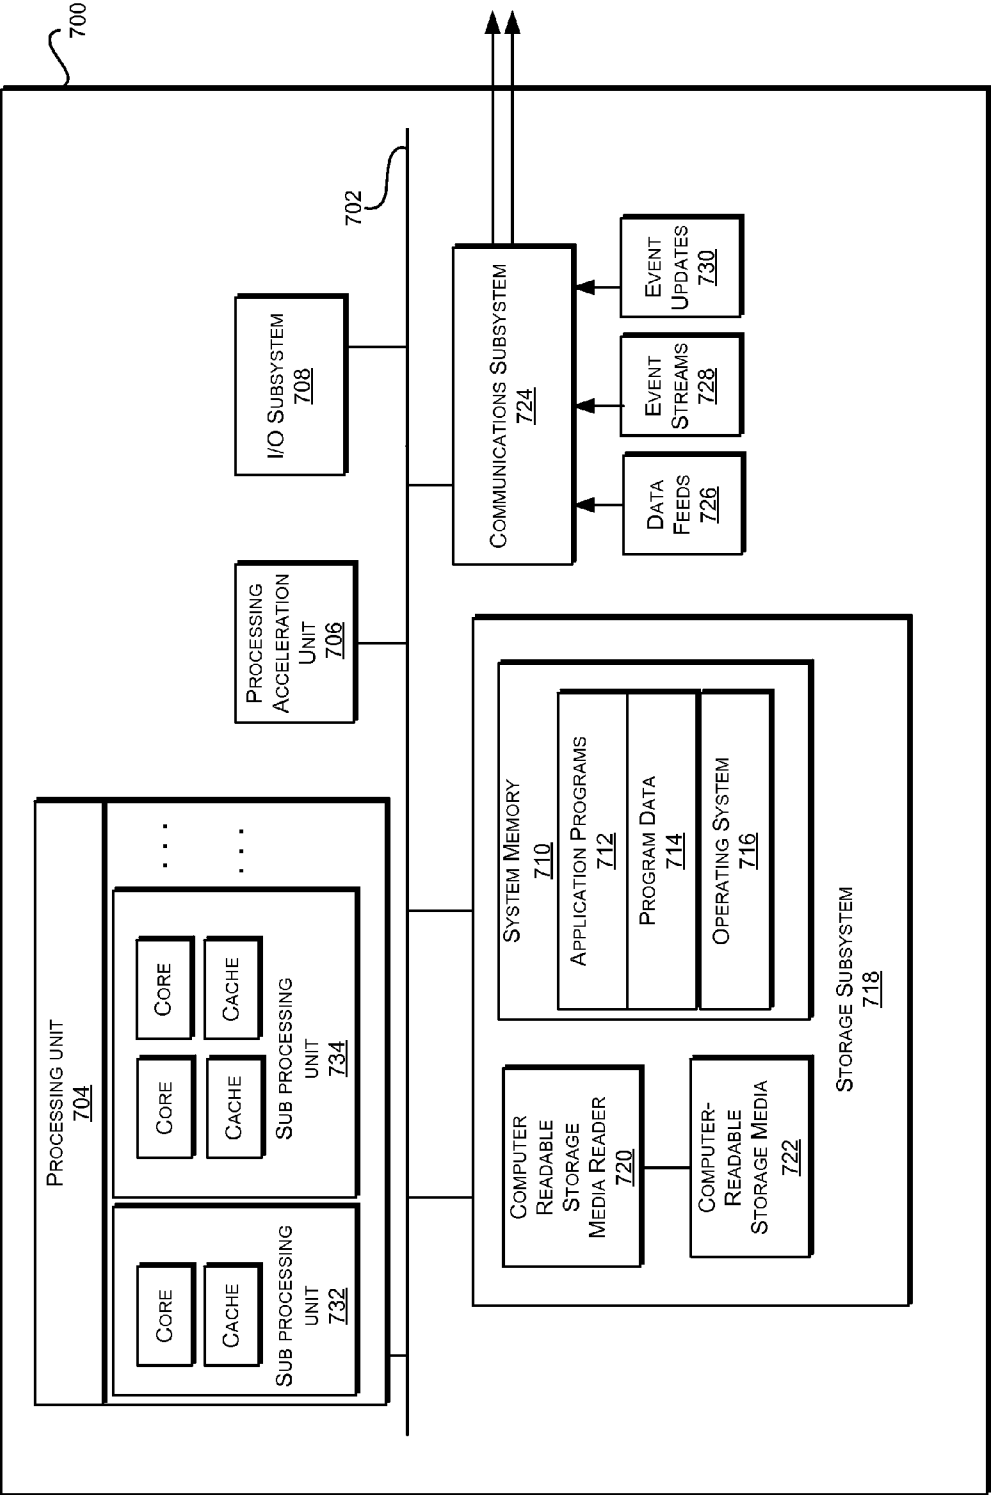 700
702
PROCESSING UNIT
704
CORE
CACHE
SUB PROCESSING
UNIT
732
CORE
CORE
CACHE
CACHE
SUB PROCESSING
UNIT
734
. . .
. . .
PROCESSING
ACCELERATION
UNIT
706
I/O SUBSYSTEM
708
COMPUTER
READABLE
STORAGE
MEDIA READER
720
COMPUTER-
READABLE
STORAGE MEDIA
722
SYSTEM MEMORY
710
APPLICATION PROGRAMS
712
PROGRAM DATA
714
OPERATING SYSTEM
716
STORAGE SUBSYSTEM
718
COMMUNICATIONS SUBSYSTEM
724
DATA
FEEDS
726
EVENT
STREAMS
728
EVENT
UPDATES
730